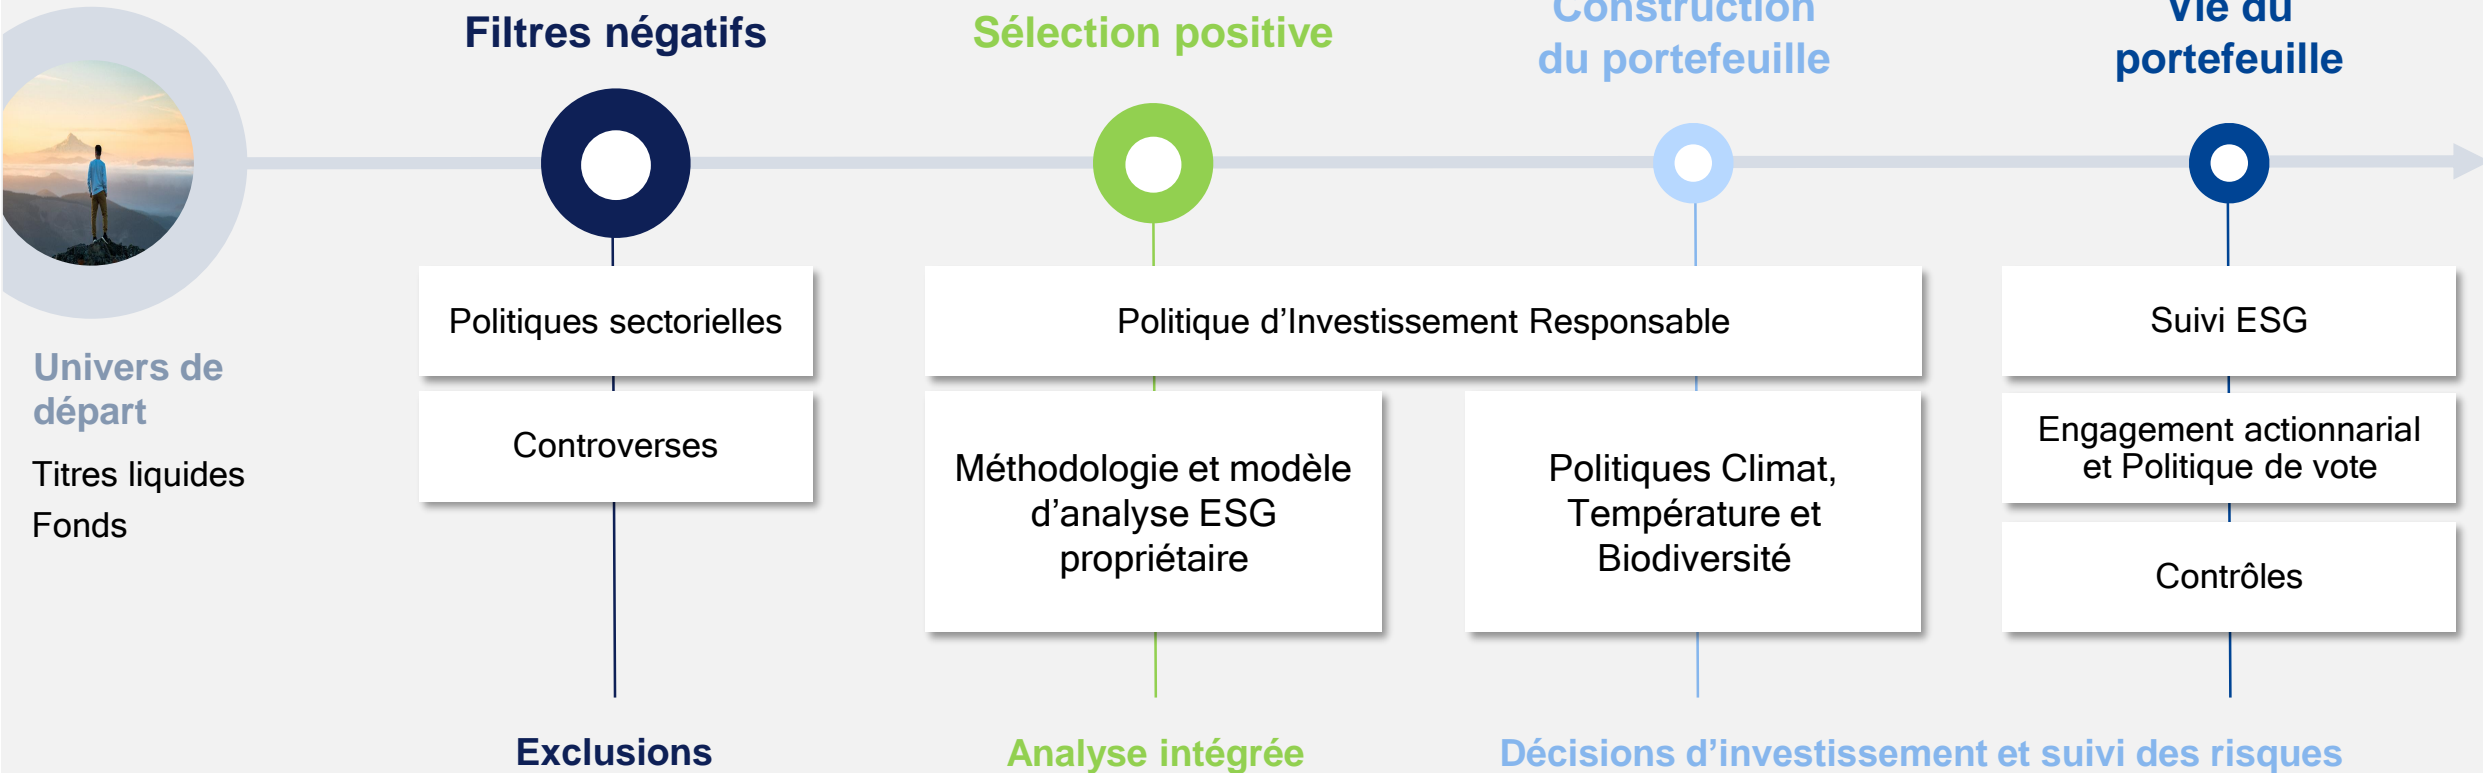 Filtres négatifs
Sélection positive
Construction
du portefeuille
Vie du
portefeuille
Univers de
départ
Titres liquides
Fonds
Politiques sectorielles
Controverses
Politique d’Investissement Responsable
Méthodologie et modèle
d’analyse ESG
propriétaire
Politiques Climat,
Température et
Biodiversité
Suivi ESG
Engagement actionnarial
et Politique de vote
Contrôles
Exclusions
Analyse intégrée
Décisions d’investissement et suivi des risques